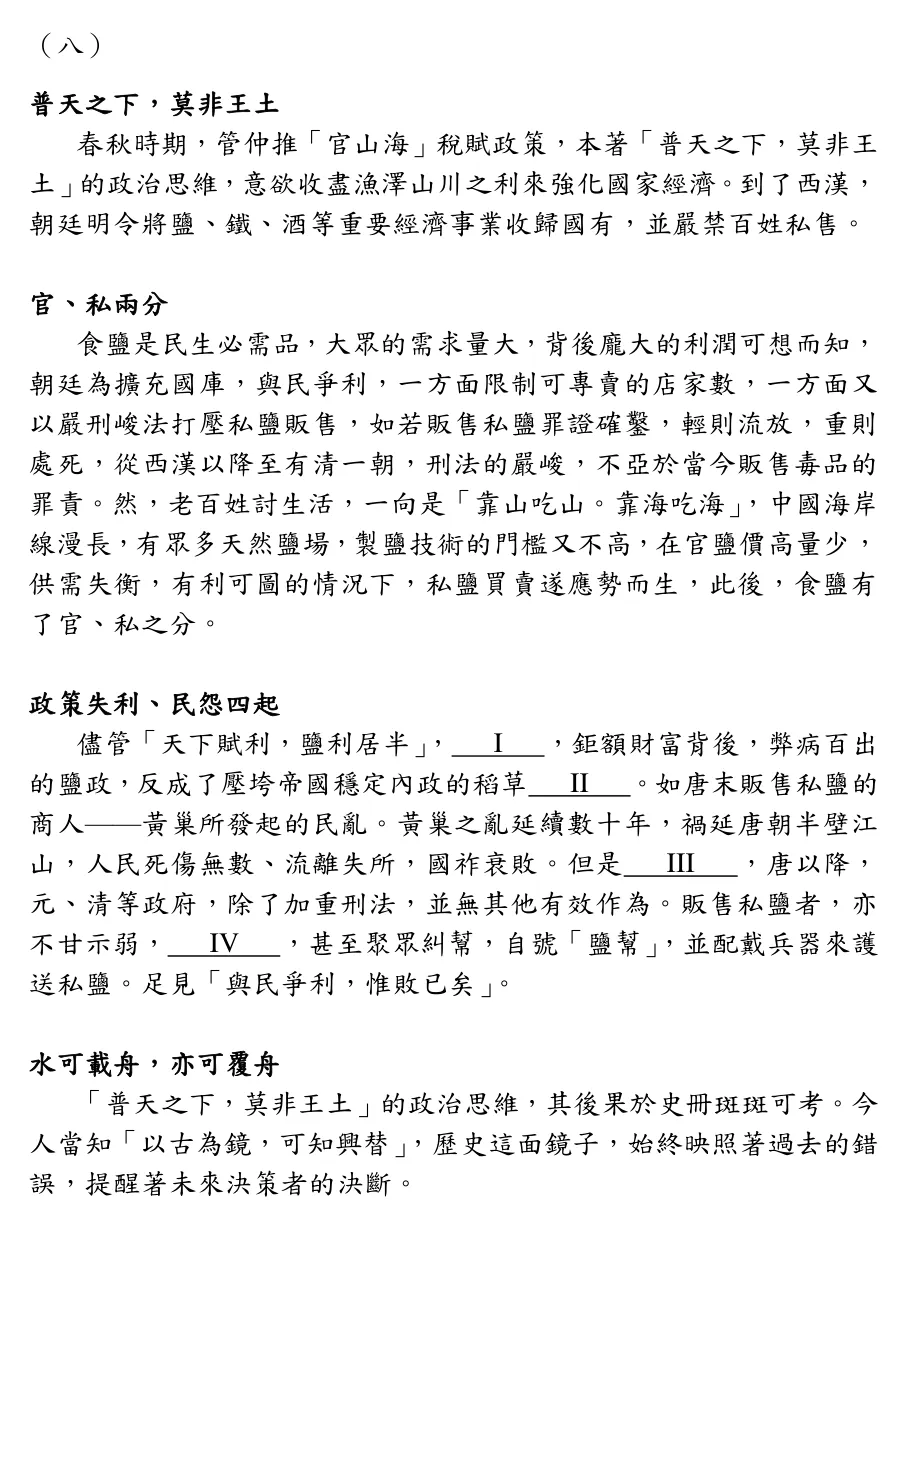 （八）
普天之下，莫非王土
春秋時期，管仲推「官山海」稅賦政策，本著「普天之下，莫非王
土」的政治思維，意欲收盡漁澤山川之利來強化國家經濟。到了西漢，
朝廷明令將鹽、鐵、酒等重要經濟事業收歸國有，並嚴禁百姓私售。
官、私兩分
食鹽是民生必需品，大眾的需求量大，背後龐大的利潤可想而知，
朝廷為擴充國庫，與民爭利，一方面限制可專賣的店家數，一方面又
以嚴刑峻法打壓私鹽販售，如若販售私鹽罪證確鑿，輕則流放，重則
處死，從西漢以降至有清一朝，刑法的嚴峻，不亞於當今販售毒品的
罪責。然，老百姓討生活，一向是「靠山吃山。靠海吃海」，中國海岸
線漫長，有眾多天然鹽場，製鹽技術的門檻又不高，在官鹽價高量少，
供需失衡，有利可圖的情況下，私鹽買賣遂應勢而生，此後，食鹽有
了官、私之分。
政策失利、民怨四起
儘管「天下賦利，鹽利居半」，　I　，鉅額財富背後，弊病百出
的鹽政，反成了壓垮帝國穩定內政的稻草　II　。如唐末販售私鹽的
商人——黃巢所發起的民亂。黃巢之亂延續數十年，禍延唐朝半壁江
山，人民死傷無數、流離失所，國祚衰敗。但是　III　，唐以降，
元、清等政府，除了加重刑法，並無其他有效作為。販售私鹽者，亦
不甘示弱，　IV　，甚至聚眾糾幫，自號「鹽幫」，並配戴兵器來護
送私鹽。足見「與民爭利，惟敗已矣」。
水可載舟，亦可覆舟
「普天之下，莫非王土」的政治思維，其後果於史冊斑斑可考。今
人當知「以古為鏡，可知興替」，歷史這面鏡子，始終映照著過去的錯
誤，提醒著未來決策者的決斷。